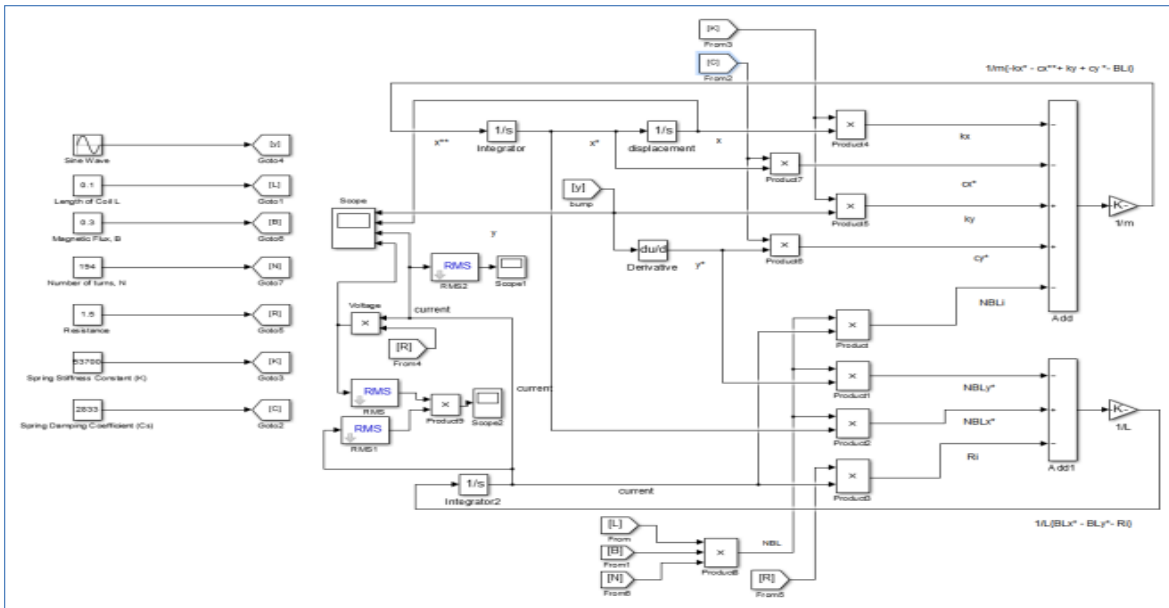 [K]
From3
[C]
From2
1/m(-kx* - cx**+ ky + cy *- BLi)
Sine Wave
[y]
Goto4
0.1
Length of Coil L
[L]
Goto1
0.3
Magnetic Flux, B
[B]
Goto6
194
Number of turns, N
[N]
Goto7
1.5
Resistance
[R]
Goto5
53700
Spring Stiffness Constant (K)
[K]
Goto3
2833
Spring Damping Coefficient (Cs)
[C]
Goto2
x**
1/s
Integrator
x*
1/s
displacement
x
×
Product4
kx
×
Product7
cx*
[y]
bump
Scope
y
×
Product5
ky
K-
1/m
du/d
Derivative
y*
×
Product6
cy*
RMS
RMS2
Scope1
NBLi
Add
Voltage
×
current
[R]
From4
×
Product
current
×
Product1
NBLy*
RMS
RMS
×
Product9
Scope2
×
Product2
NBLx*
K-
1/L
RMS
RMS1
Ri
Add1
1/s
Integrator2
current
×
Product3
1/L(BLx* - BLy*- Ri)
[L]
From
[B]
From1
[N]
From6
×
Product8
NBL
[R]
From5